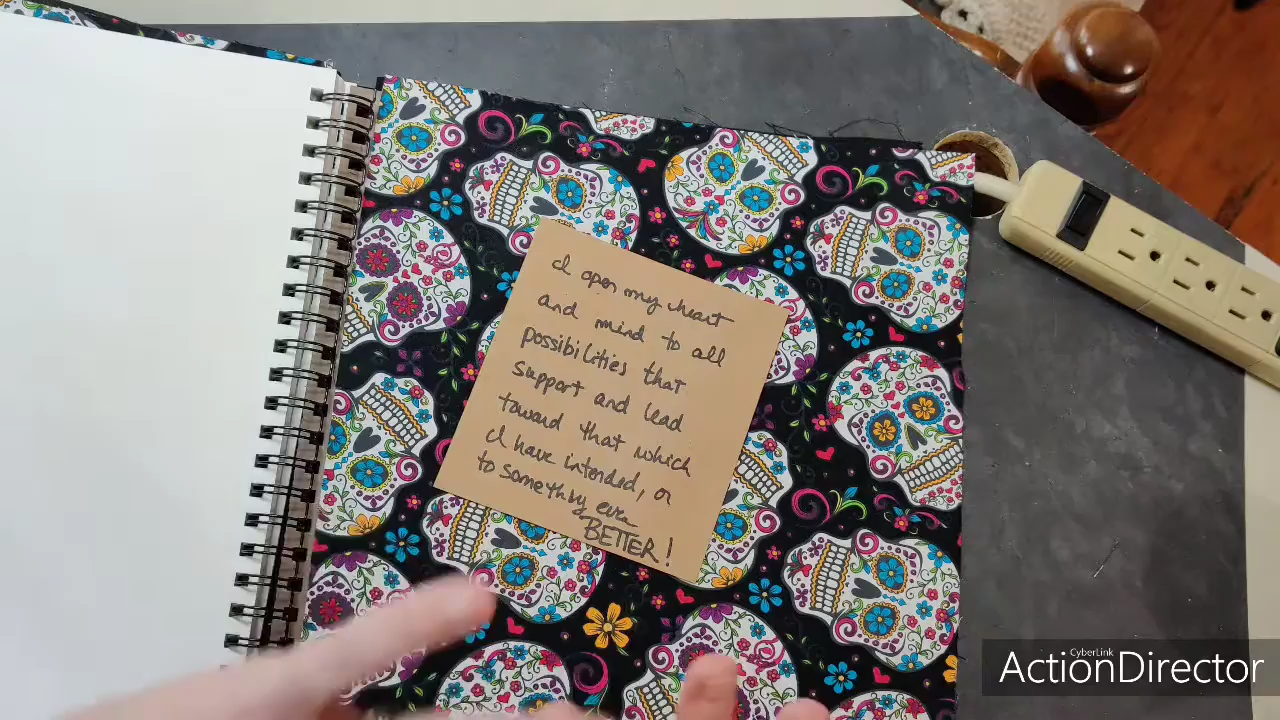 I open my heart
and mind to all
possibilities that
support and lead
toward that which
I have intended, or
to something even
BETTER!
CyberLink
ActionDirector